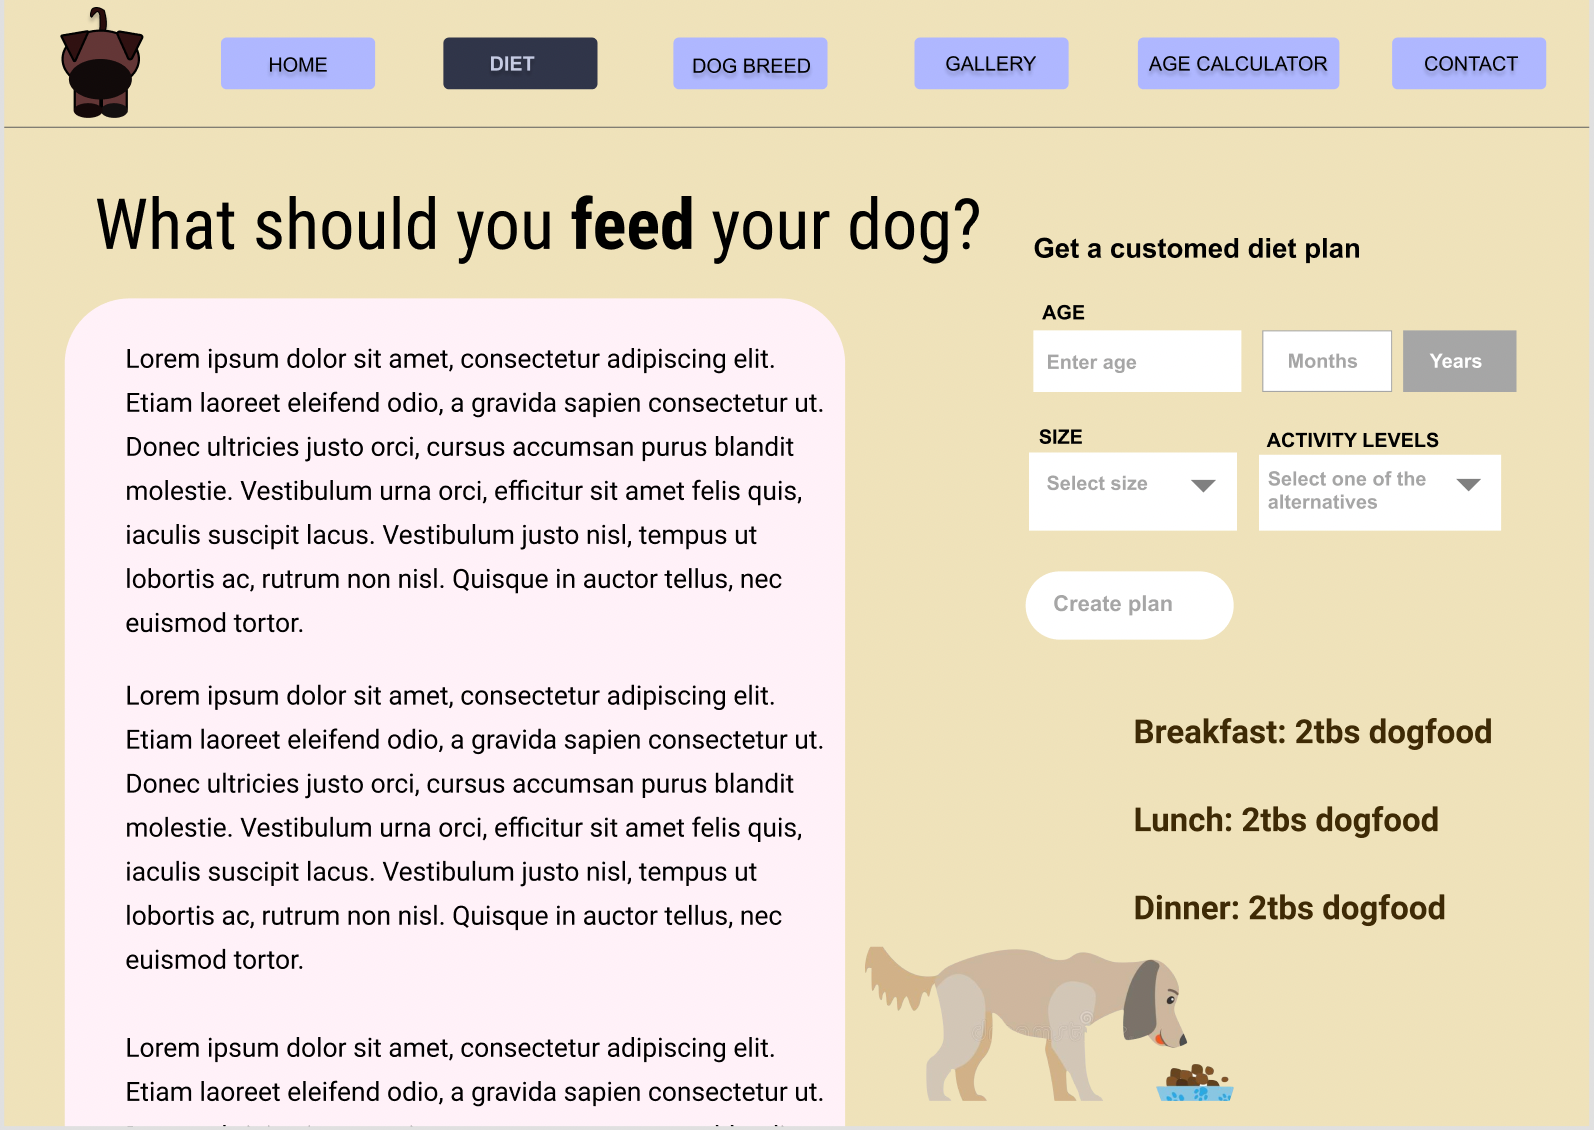 HOME
DIET
DOG BREED
GALLERY
AGE CALCULATOR
CONTACT
What should you feed your dog?
Lorem ipsum dolor sit amet, consectetur adipiscing elit.
Etiam laoreet eleifend odio, a gravida sapien consectetur ut.
Donec ultricies justo orci, cursus accumsan purus blandit
molestie. Vestibulum urna orci, efficitur sit amet felis quis,
iaculis suscipit lacus. Vestibulum justo nisl, tempus ut
lobortis ac, rutrum non nisl. Quisque in auctor tellus, nec
euismod tortor.
Lorem ipsum dolor sit amet, consectetur adipiscing elit.
Etiam laoreet eleifend odio, a gravida sapien consectetur ut.
Donec ultricies justo orci, cursus accumsan purus blandit
molestie. Vestibulum urna orci, efficitur sit amet felis quis,
iaculis suscipit lacus. Vestibulum justo nisl, tempus ut
lobortis ac, rutrum non nisl. Quisque in auctor tellus, nec
euismod tortor.
Lorem ipsum dolor sit amet, consectetur adipiscing elit.
Etiam laoreet eleifend odio, a gravida sapien consectetur ut.
Get a customed diet plan
AGE
Enter age
Months
Years
SIZE
Select size
ACTIVITY LEVELS
Select one of the
alternatives
Create plan
Breakfast: 2tbs dogfood
Lunch: 2tbs dogfood
Dinner: 2tbs dogfood